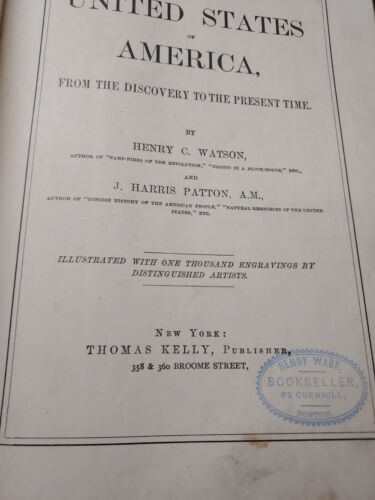 UNITED STATES
OF
AMERICA,
FROM THE DISCOVERY TO THE PRESENT TIME.
BY
HENRY C. WATSON,
AUTHOR OF "CAMP-FIRES OF THE REVOLUTION," "NIGHTS IN A BLOCK-HOUSE," ETC.,
AND
J. HARRIS PATTON, A.M.,
AUTHOR OF "CONCISE HISTORY OF THE AMERICAN PEOPLE," "NATURAL RESOURCES OF THE UNITED
STATES," ETC.
ILLUSTRATED WITH ONE THOUSAND ENGRAVINGS BY
DISTINGUISHED ARTISTS.
NEW YORK:
THOMAS KELLY, PUBLISHER,
358 & 360 BROOME STREET,
HENRY WARK,
BOOKSELLER,
62 CORNHILL,
BOSTON.